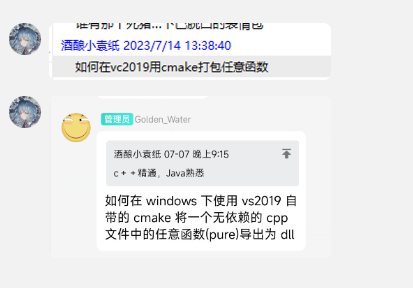 酒酿小袁纸 2023/7/14 13:38:40
如何在vc2019用cmake打包任意函数
管理员 Golden_Water
酒酿小袁纸 07-07 晚上9:15
c++精通，Java熟悉
如何在 windows 下使用 vs2019 自
带的 cmake 将一个无依赖的 cpp
文件中的任意函数(pure)导出为 dll